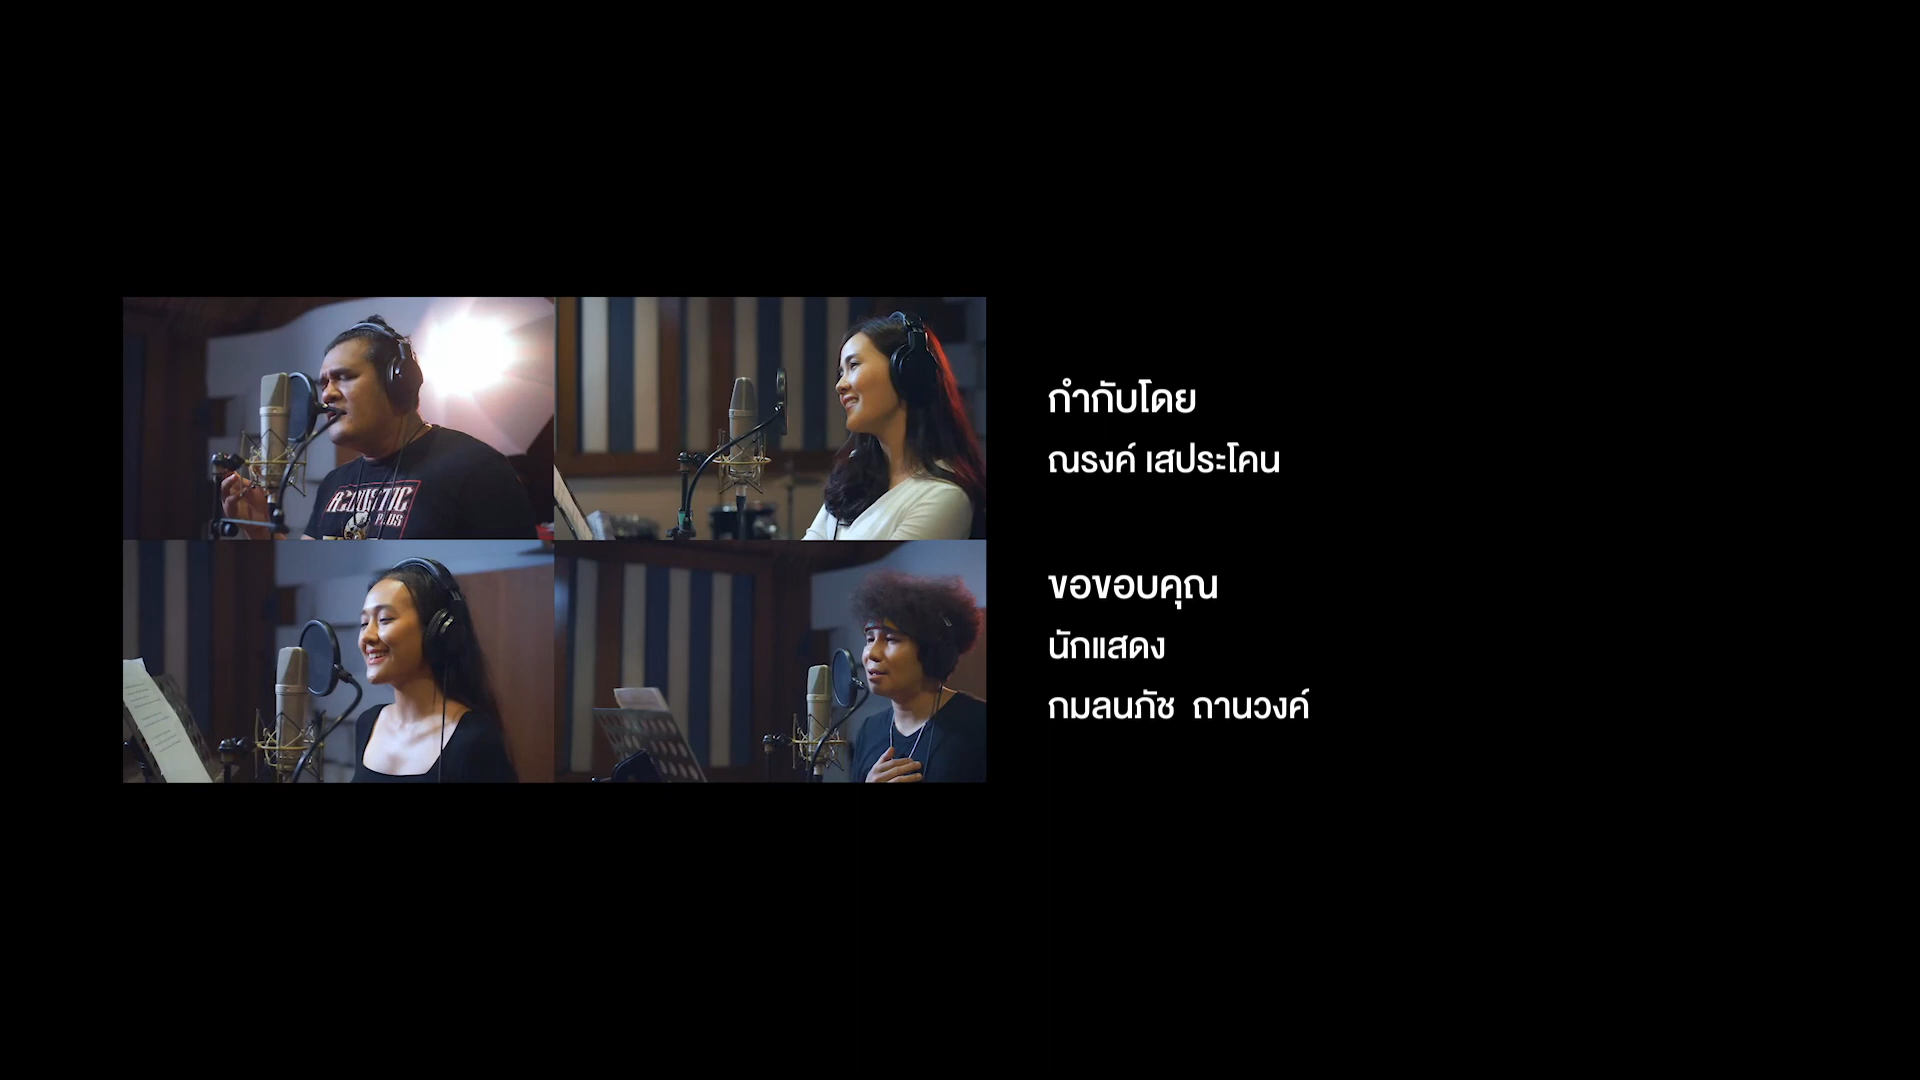 ACOUSTIC
PLUS
กำกับโดย
ณรงค์ เสประโคน
ขอขอบคุณ
นักแสดง
กมลนภัช ถานวงค์